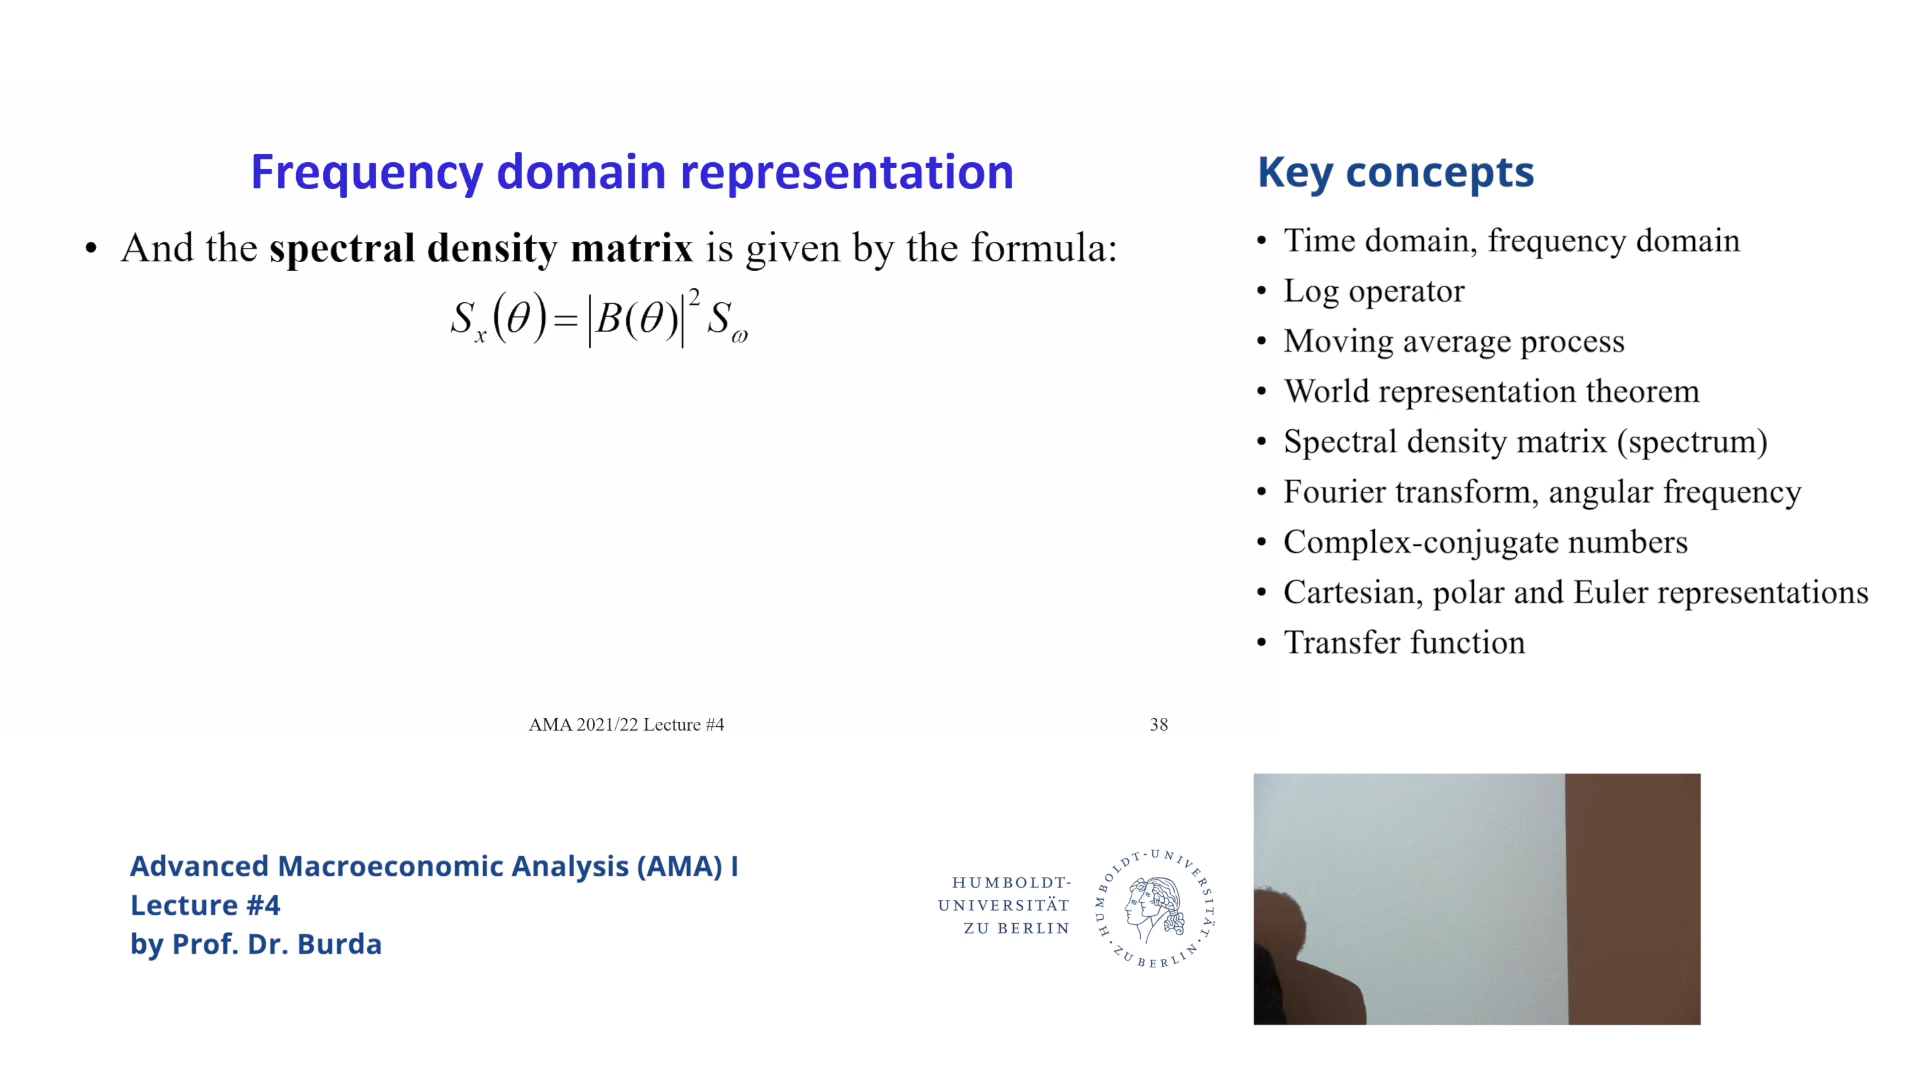 Frequency domain representation
• And the spectral density matrix is given by the formula:
S_x(θ)=|B(θ)|² S_ω
AMA 2021/22 Lecture #4
38
Key concepts
• Time domain, frequency domain
• Log operator
• Moving average process
• World representation theorem
• Spectral density matrix (spectrum)
• Fourier transform, angular frequency
• Complex-conjugate numbers
• Cartesian, polar and Euler representations
• Transfer function
Advanced Macroeconomic Analysis (AMA) I
Lecture #4
by Prof. Dr. Burda
HUMBOLDT-
UNIVERSITÄT
ZU BERLIN
HUMBOLDT-UNIVERSITÄT · ZU BERLIN ·